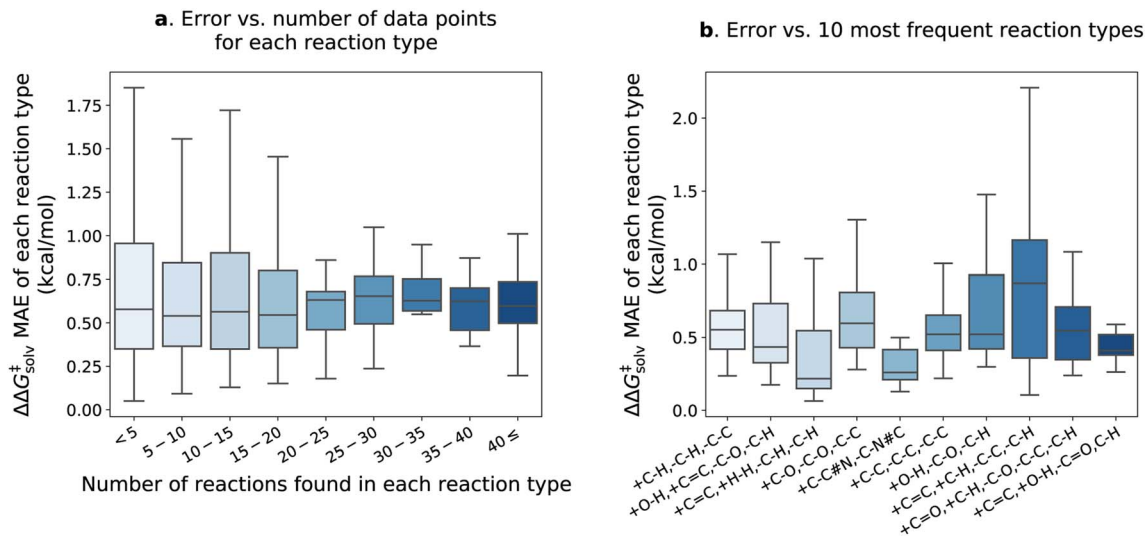 a. Error vs. number of data points
for each reaction type
ΔΔG‡solv MAE of each reaction type
(kcal/mol)
1.75
1.50
1.25
1.00
0.75
0.50
0.25
0.00
< 5
5 − 10
10 − 15
15 − 20
20 − 25
25 − 30
30 − 35
35 − 40
40 ≤
Number of reactions found in each reaction type
b. Error vs. 10 most frequent reaction types
ΔΔG‡solv MAE of each reaction type
(kcal/mol)
2.0
1.5
1.0
0.5
0.0
+C-H,-C-H,-C-C
+O-H,+C=C,-C-O,-C-H
+C=C,+H-H,-C-H,-C-H
+C-O,-C-O,-C-C
+C-C#N,-C-N#C
+C-C,-C-C,-C-C
+O-H,-C-O,-C-H
+C=C,+C-H,-C-C,-C-H
+C=O,+C-H,-C-O,-C-C,-C-H
+C=C,+O-H,-C=O,C-H